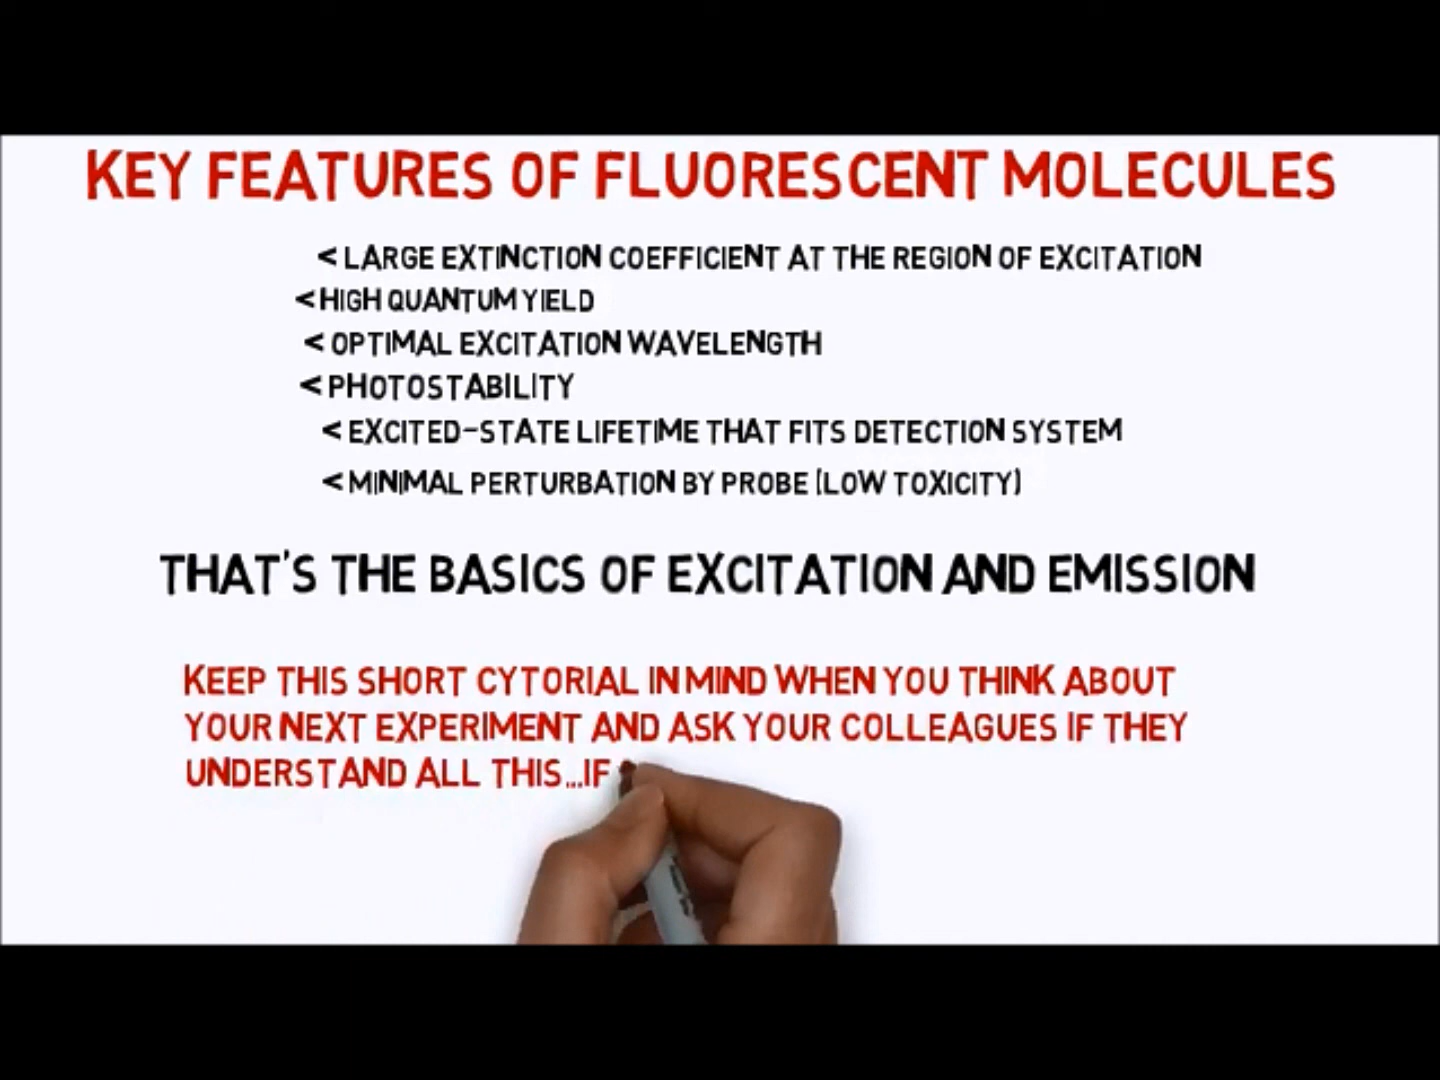 KEY FEATURES OF FLUORESCENT MOLECULES
< LARGE EXTINCTION COEFFICIENT AT THE REGION OF EXCITATION
< HIGH QUANTUM YIELD
< OPTIMAL EXCITATION WAVELENGTH
< PHOTOSTABILITY
< EXCITED-STATE LIFETIME THAT FITS DETECTION SYSTEM
< MINIMAL PERTURBATION BY PROBE (LOW TOXICITY)
THAT'S THE BASICS OF EXCITATION AND EMISSION
KEEP THIS SHORT CYTORIAL IN MIND WHEN YOU THINK ABOUT
YOUR NEXT EXPERIMENT AND ASK YOUR COLLEAGUES IF THEY
UNDERSTAND ALL THIS...IF